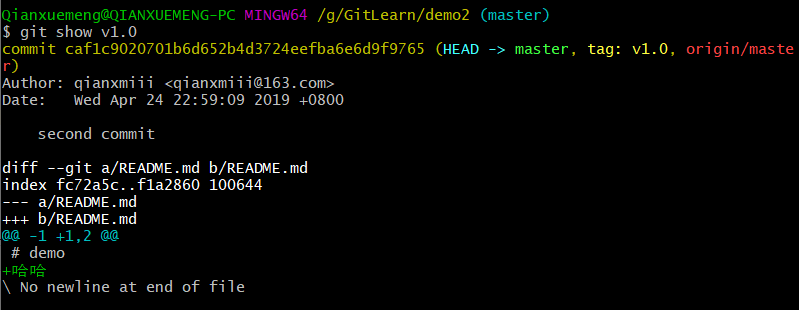 Qianxuemeng@QIANXUEMENG-PC MINGW64 /g/GitLearn/demo2 (master)
$ git show v1.0
commit caf1c9020701b6d652b4d3724eefba6e6d9f9765 (HEAD -> master, tag: v1.0, origin/maste
r)
Author: qianxmiii <qianxmiii@163.com>
Date:   Wed Apr 24 22:59:09 2019 +0800

    second commit

diff --git a/README.md b/README.md
index fc72a5c..f1a2860 100644
--- a/README.md
+++ b/README.md
@@ -1 +1,2 @@
 # demo
+哈哈
\ No newline at end of file